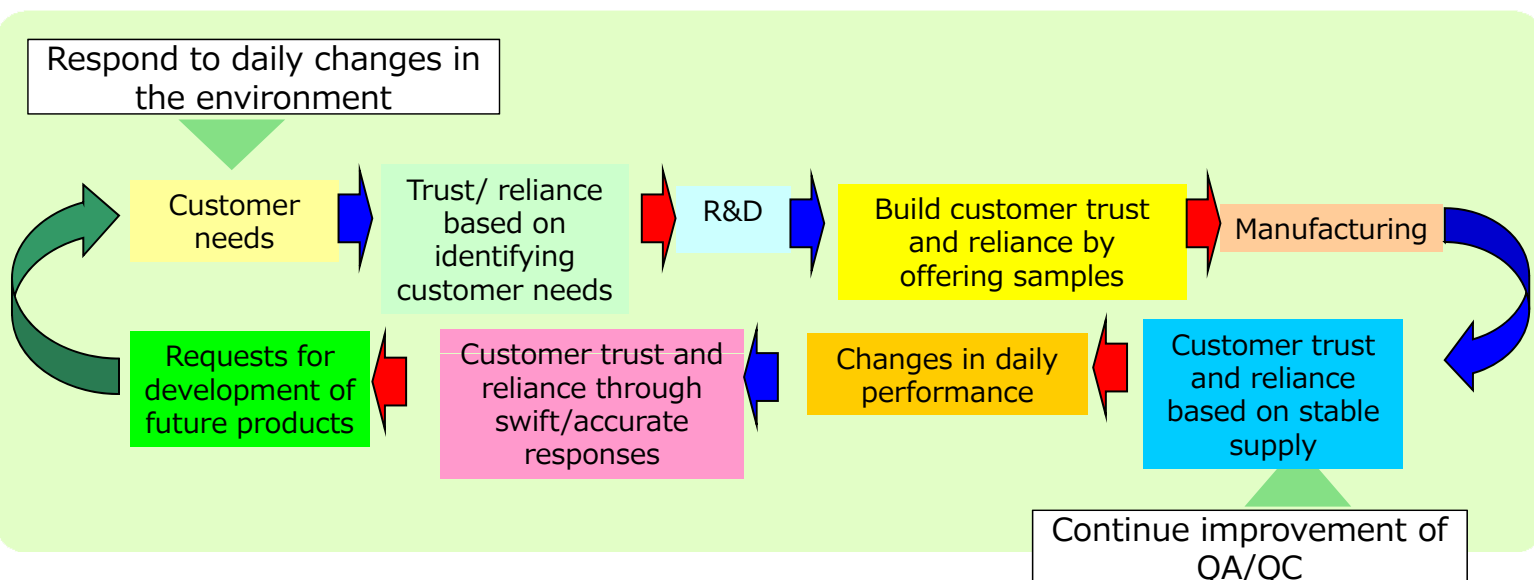 Respond to daily changes in
the environment
Customer
needs
Trust/ reliance
based on
identifying
customer needs
R&D
Build customer trust
and reliance by
offering samples
Manufacturing
Requests for
development of
future products
Customer trust and
reliance through
swift/accurate
responses
Changes in daily
performance
Customer trust
and reliance
based on stable
supply
Continue improvement of
QA/QC